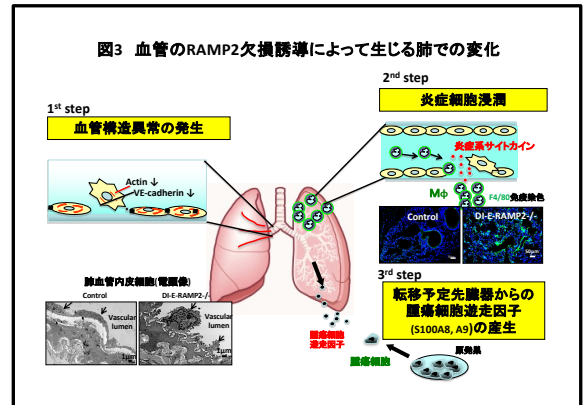 図3 血管のRAMP2欠損誘導によって生じる肺での変化
1st step
血管構造異常の発生
Actin ↓
VE-cadherin ↓
肺血管内皮細胞(電顕像)
Control
DI-E-RAMP2-/-
Vascular
lumen
1μm
Vascular
lumen
1μm
2nd step
炎症細胞浸潤
炎症系サイトカイン
Mφ
F4/80免疫染色
Control
DI-E-RAMP2-/-
50μm
3rd step
転移予定先臓器からの
腫瘍細胞遊走因子
(S100A8, A9)の産生
腫瘍細胞
遊走因子
腫瘍細胞
原発巣